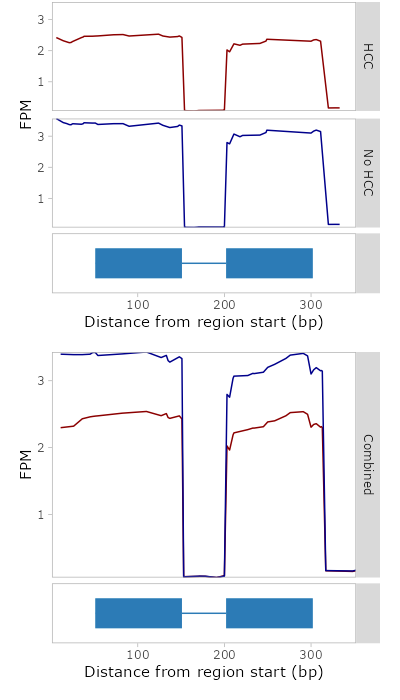 3
2
1
HCC
FPM
3
2
1
No HCC
100
200
300
Distance from region start (bp)
3
2
1
FPM
Combined
100
200
300
Distance from region start (bp)